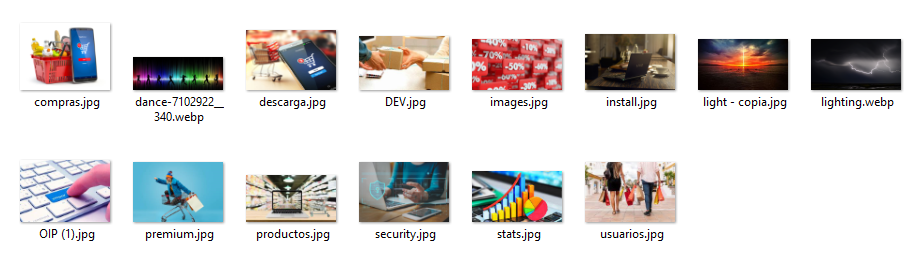 compras.jpg
dance-7102922__
340.webp
descarga.jpg
DEV.jpg
images.jpg
install.jpg
light - copia.jpg
lighting.webp
OIP (1).jpg
premium.jpg
productos.jpg
security.jpg
stats.jpg
usuarios.jpg